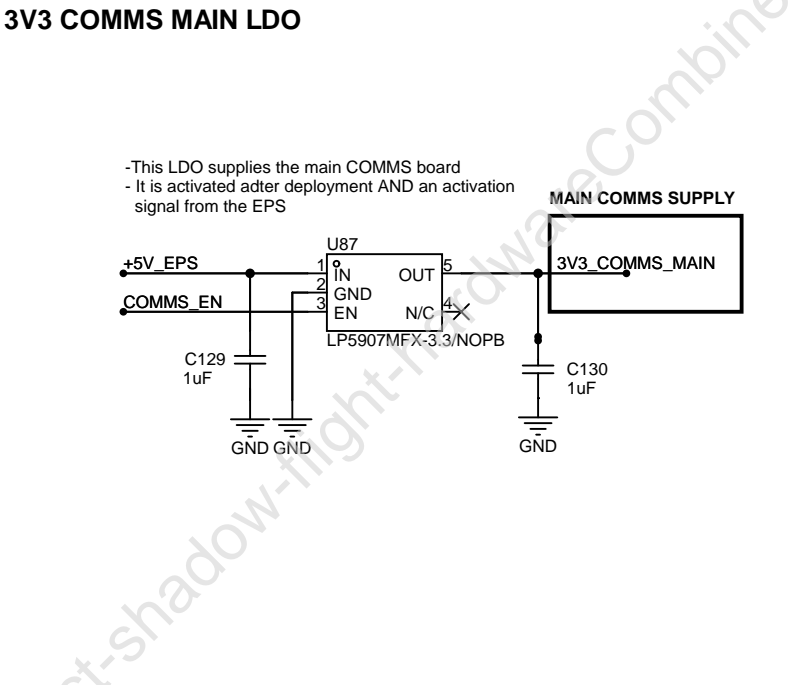 3V3 COMMS MAIN LDO
-This LDO supplies the main COMMS board
- It is activated adter deployment AND an activation
signal from the EPS
MAIN COMMS SUPPLY
U87
+5V_EPS
1
IN
OUT
5
3V3_COMMS_MAIN
2
GND
COMMS_EN
3
EN
N/C
4
LP5907MFX-3.3/NOPB
C129
1uF
C130
1uF
GND
GND
GND
st-shadow-flight-hardwareCombine